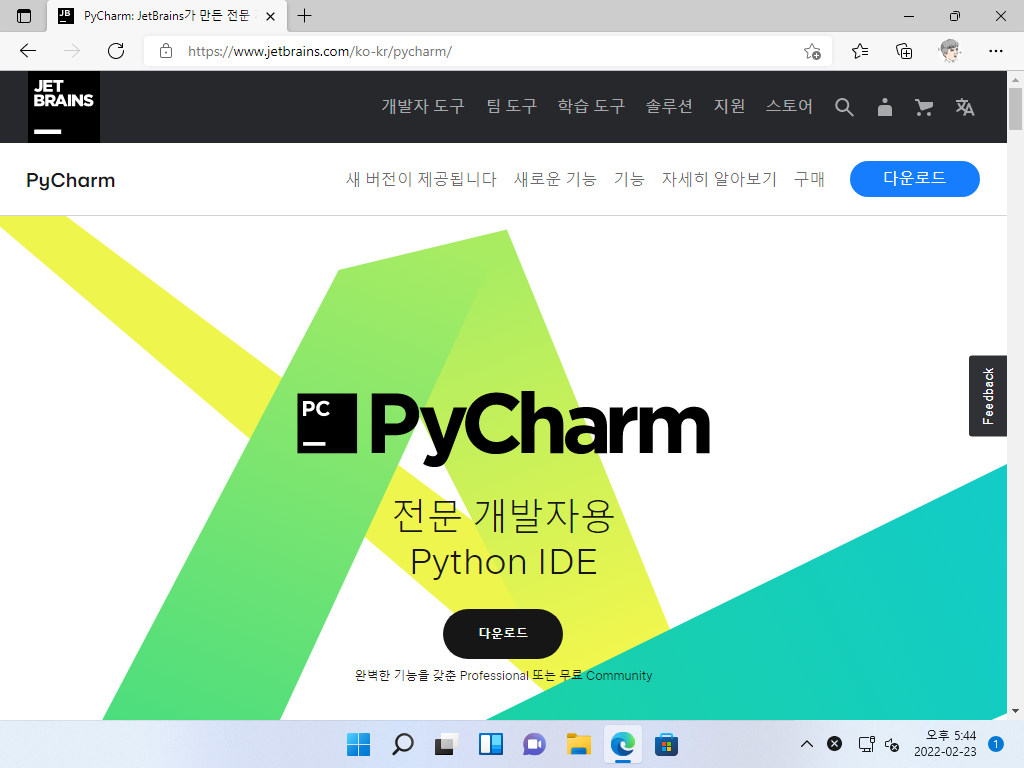 PyCharm: JetBrains가 만든 전문
https://www.jetbrains.com/ko-kr/pycharm/
JET
BRAINS
개발자 도구 팀 도구 학습 도구 솔루션 지원 스토어
PyCharm 새 버전이 제공됩니다 새로운 기능 기능 자세히 알아보기 구매 다운로드
Feedback
PC PyCharm
전문 개발자용
Python IDE
다운로드
완벽한 기능을 갖춘 Professional 또는 무료 Community
오후 5:44
2022-02-23
1